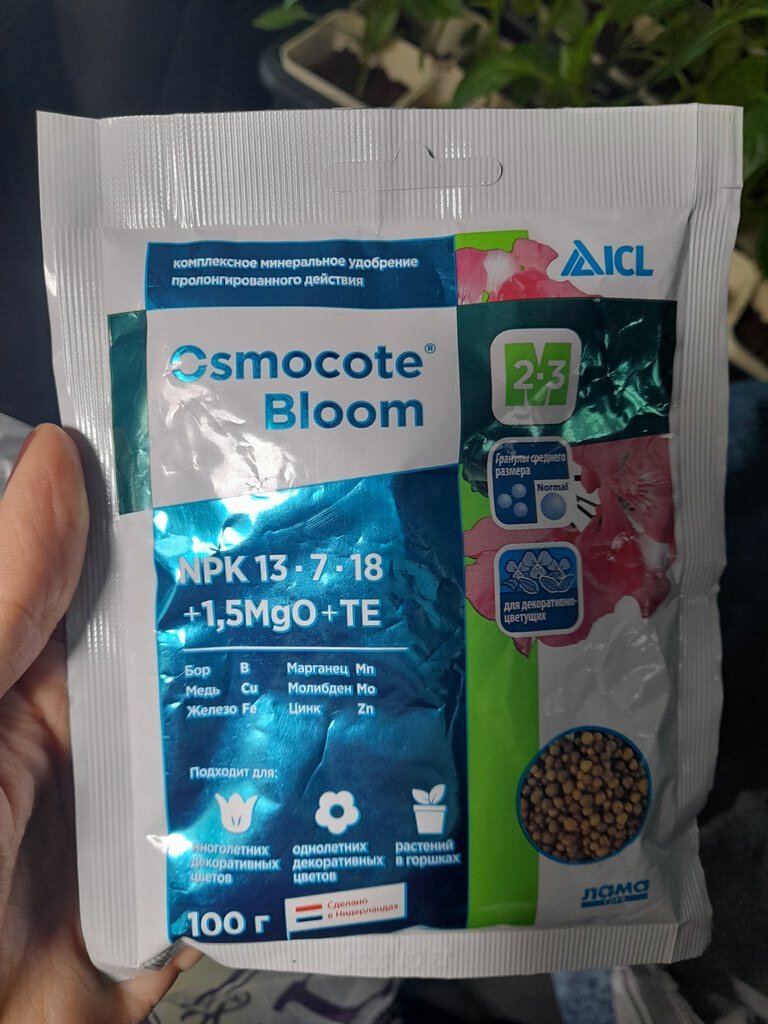 комплексное минеральное удобрение
пролонгированного действия
ICL
Osmocote®
Bloom
2-3
М
Гранулы среднего
размера
Normal
NPK 13·7·18
+1,5MgO+TE
для декоративно-
цветущих
Бор B Марганец Mn
Медь Cu Молибден Mo
Железо Fe Цинк Zn
Подходит для:
многолетних
декоративных
цветов
однолетних
декоративных
цветов
растений
в горшках
100 г
Сделано
в Нидерландах
лама
торф